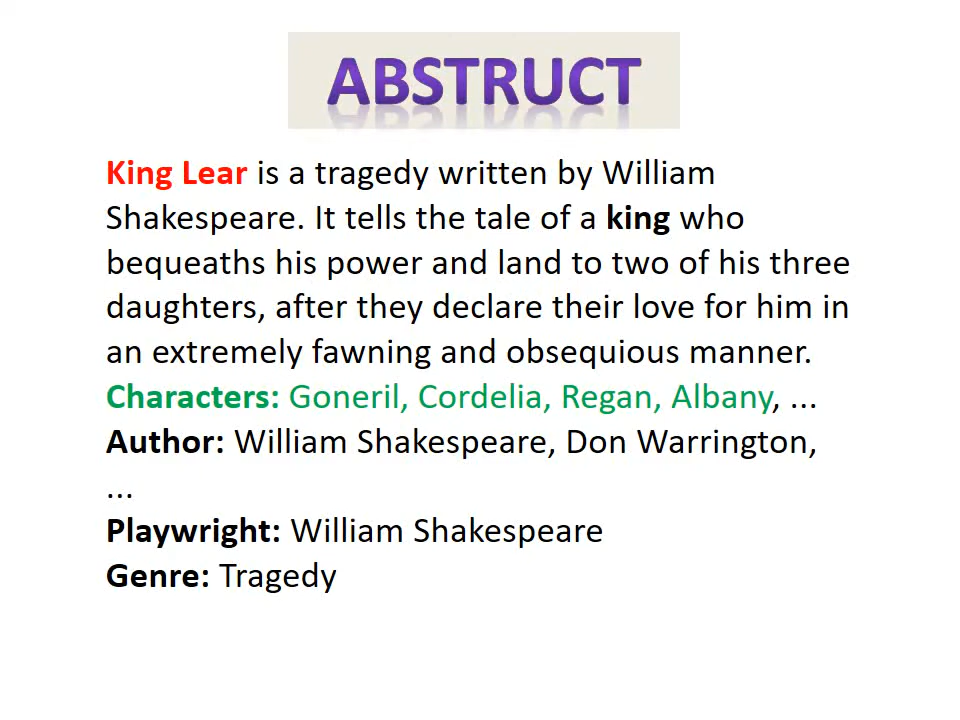 ABSTRUCT
King Lear is a tragedy written by William
Shakespeare. It tells the tale of a king who
bequeaths his power and land to two of his three
daughters, after they declare their love for him in
an extremely fawning and obsequious manner.
Characters: Goneril, Cordelia, Regan, Albany, ...
Author: William Shakespeare, Don Warrington,
...
Playwright: William Shakespeare
Genre: Tragedy